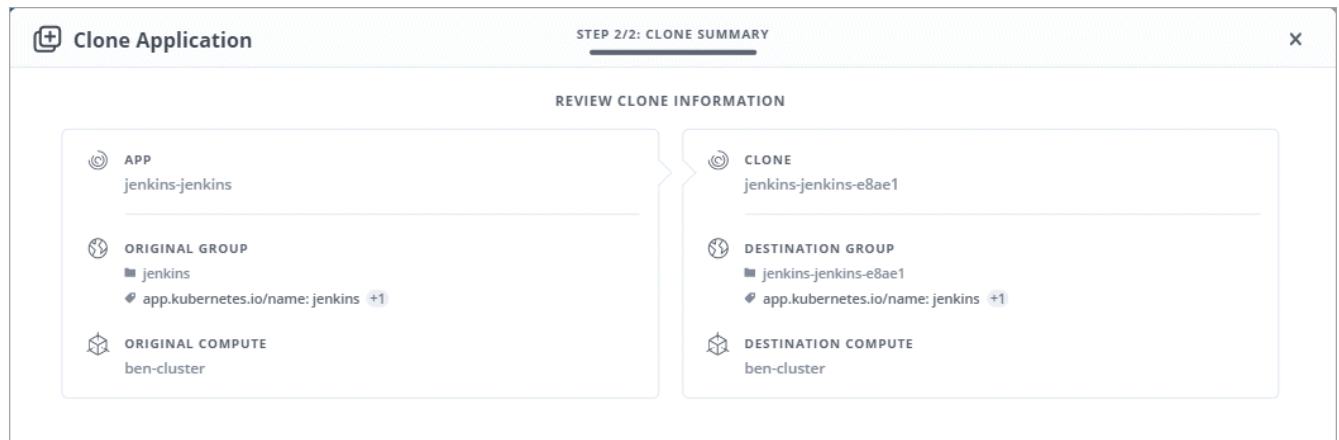 Clone Application
STEP 2/2: CLONE SUMMARY
REVIEW CLONE INFORMATION
APP
jenkins-jenkins
ORIGINAL GROUP
jenkins
app.kubernetes.io/name: jenkins +1
ORIGINAL COMPUTE
ben-cluster
CLONE
jenkins-jenkins-e8ae1
DESTINATION GROUP
jenkins-jenkins-e8ae1
app.kubernetes.io/name: jenkins +1
DESTINATION COMPUTE
ben-cluster